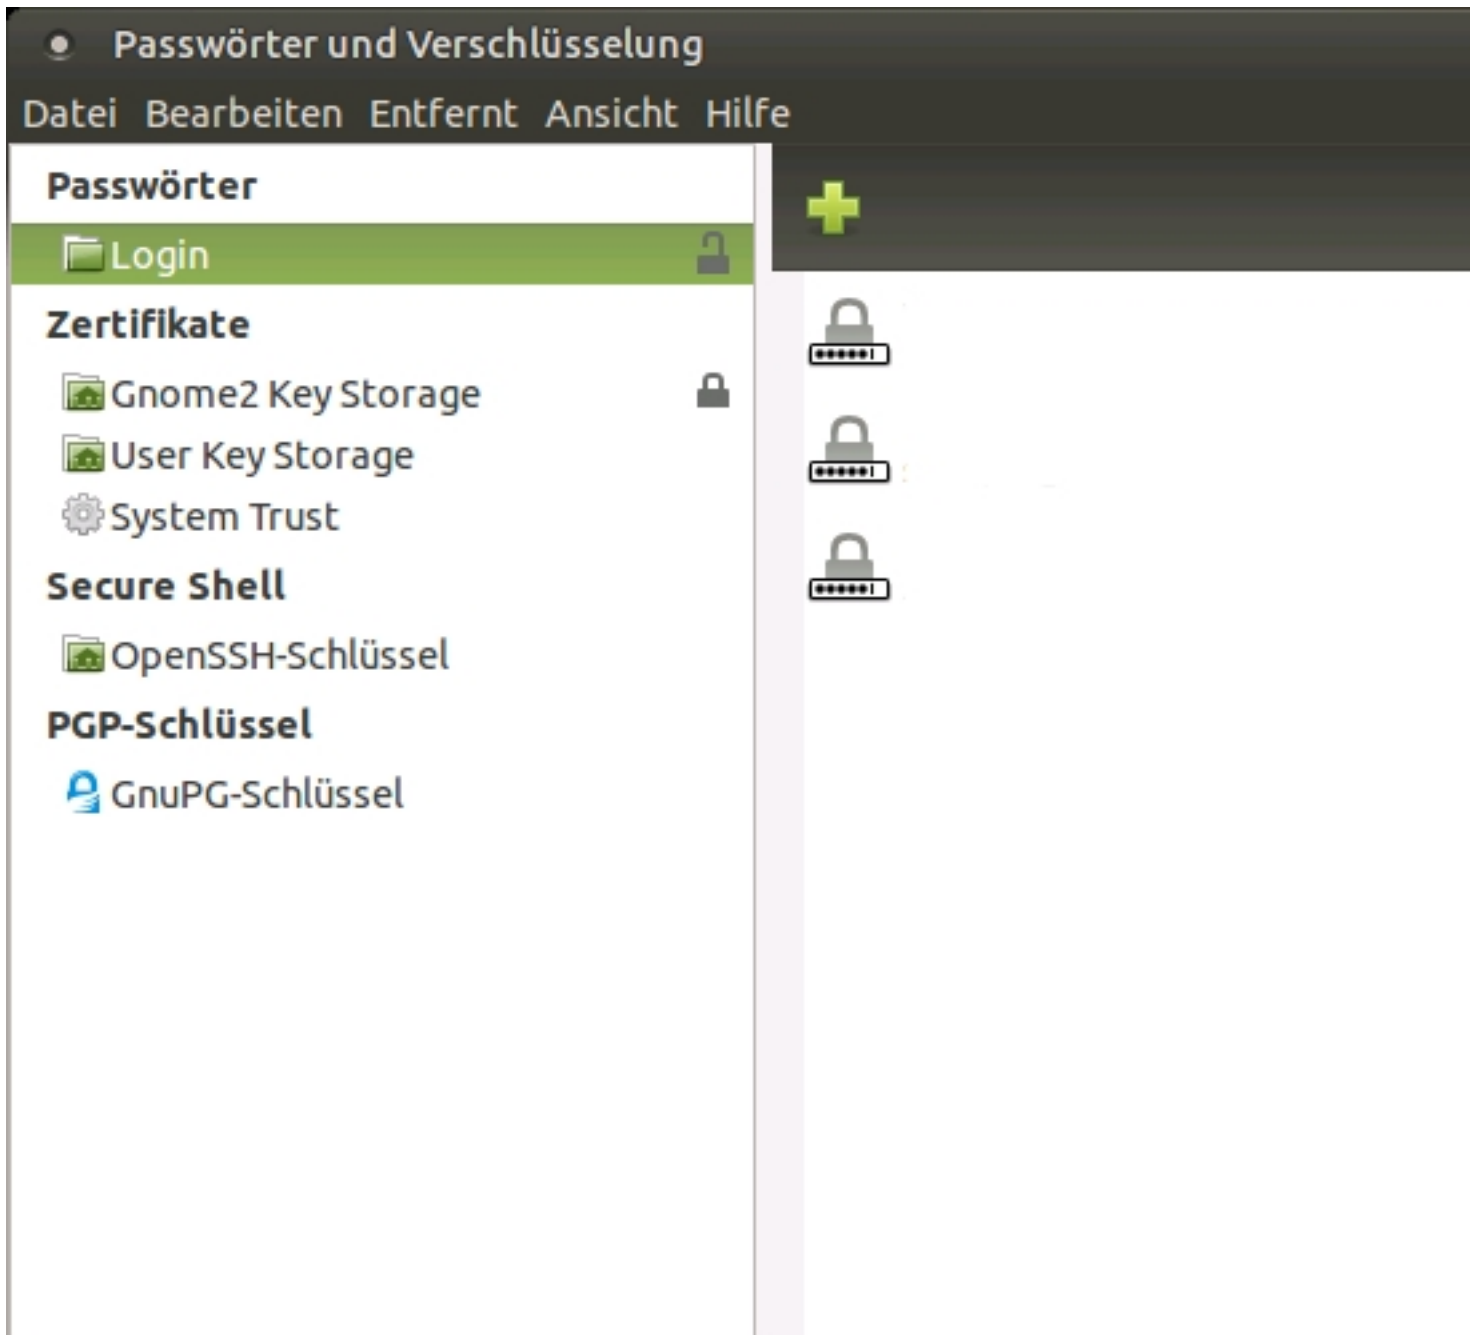 Passwörter und Verschlüsselung
Datei Bearbeiten Entfernt Ansicht Hilfe
Passwörter
Login
Zertifikate
Gnome2 Key Storage
User Key Storage
System Trust
Secure Shell
OpenSSH-Schlüssel
PGP-Schlüssel
GnuPG-Schlüssel